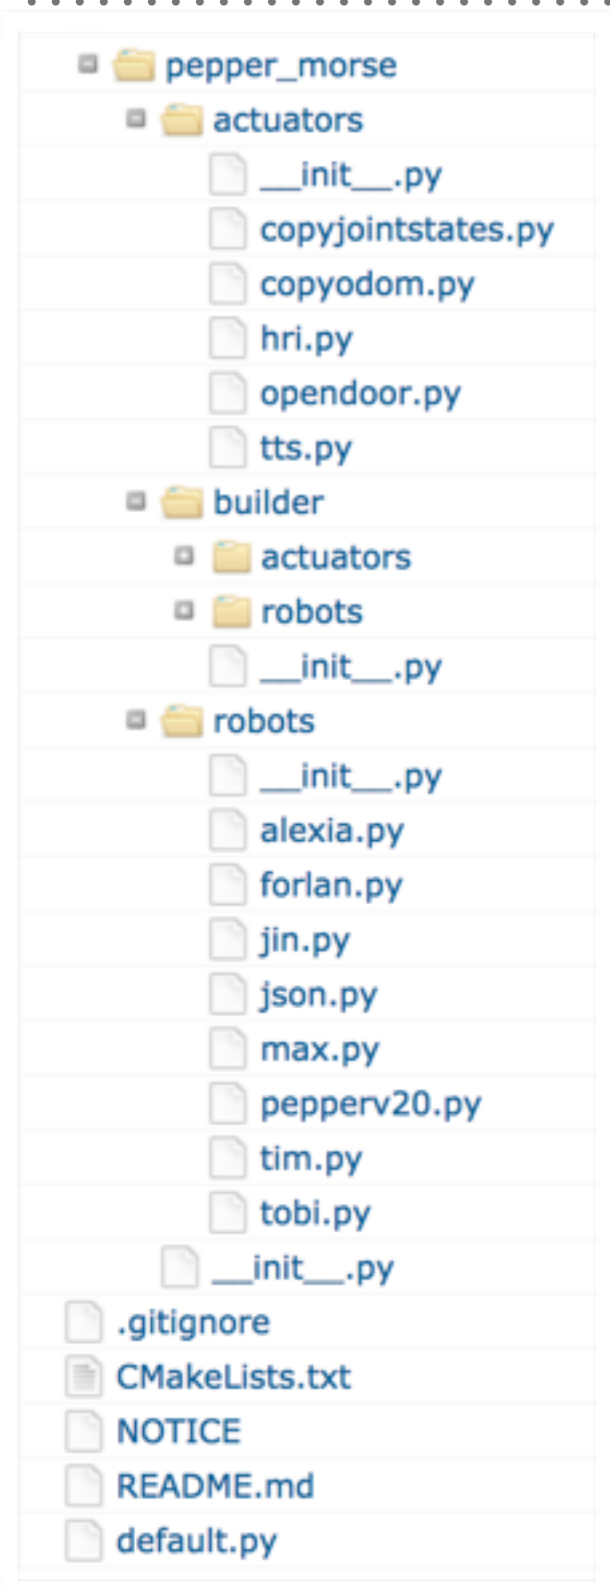 pepper_morse
actuators
__init__.py
copyjointstates.py
copyodom.py
hri.py
opendoor.py
tts.py
builder
actuators
robots
__init__.py
robots
__init__.py
alexia.py
forlan.py
jin.py
json.py
max.py
pepperv20.py
tim.py
tobi.py
__init__.py
.gitignore
CMakeLists.txt
NOTICE
README.md
default.py